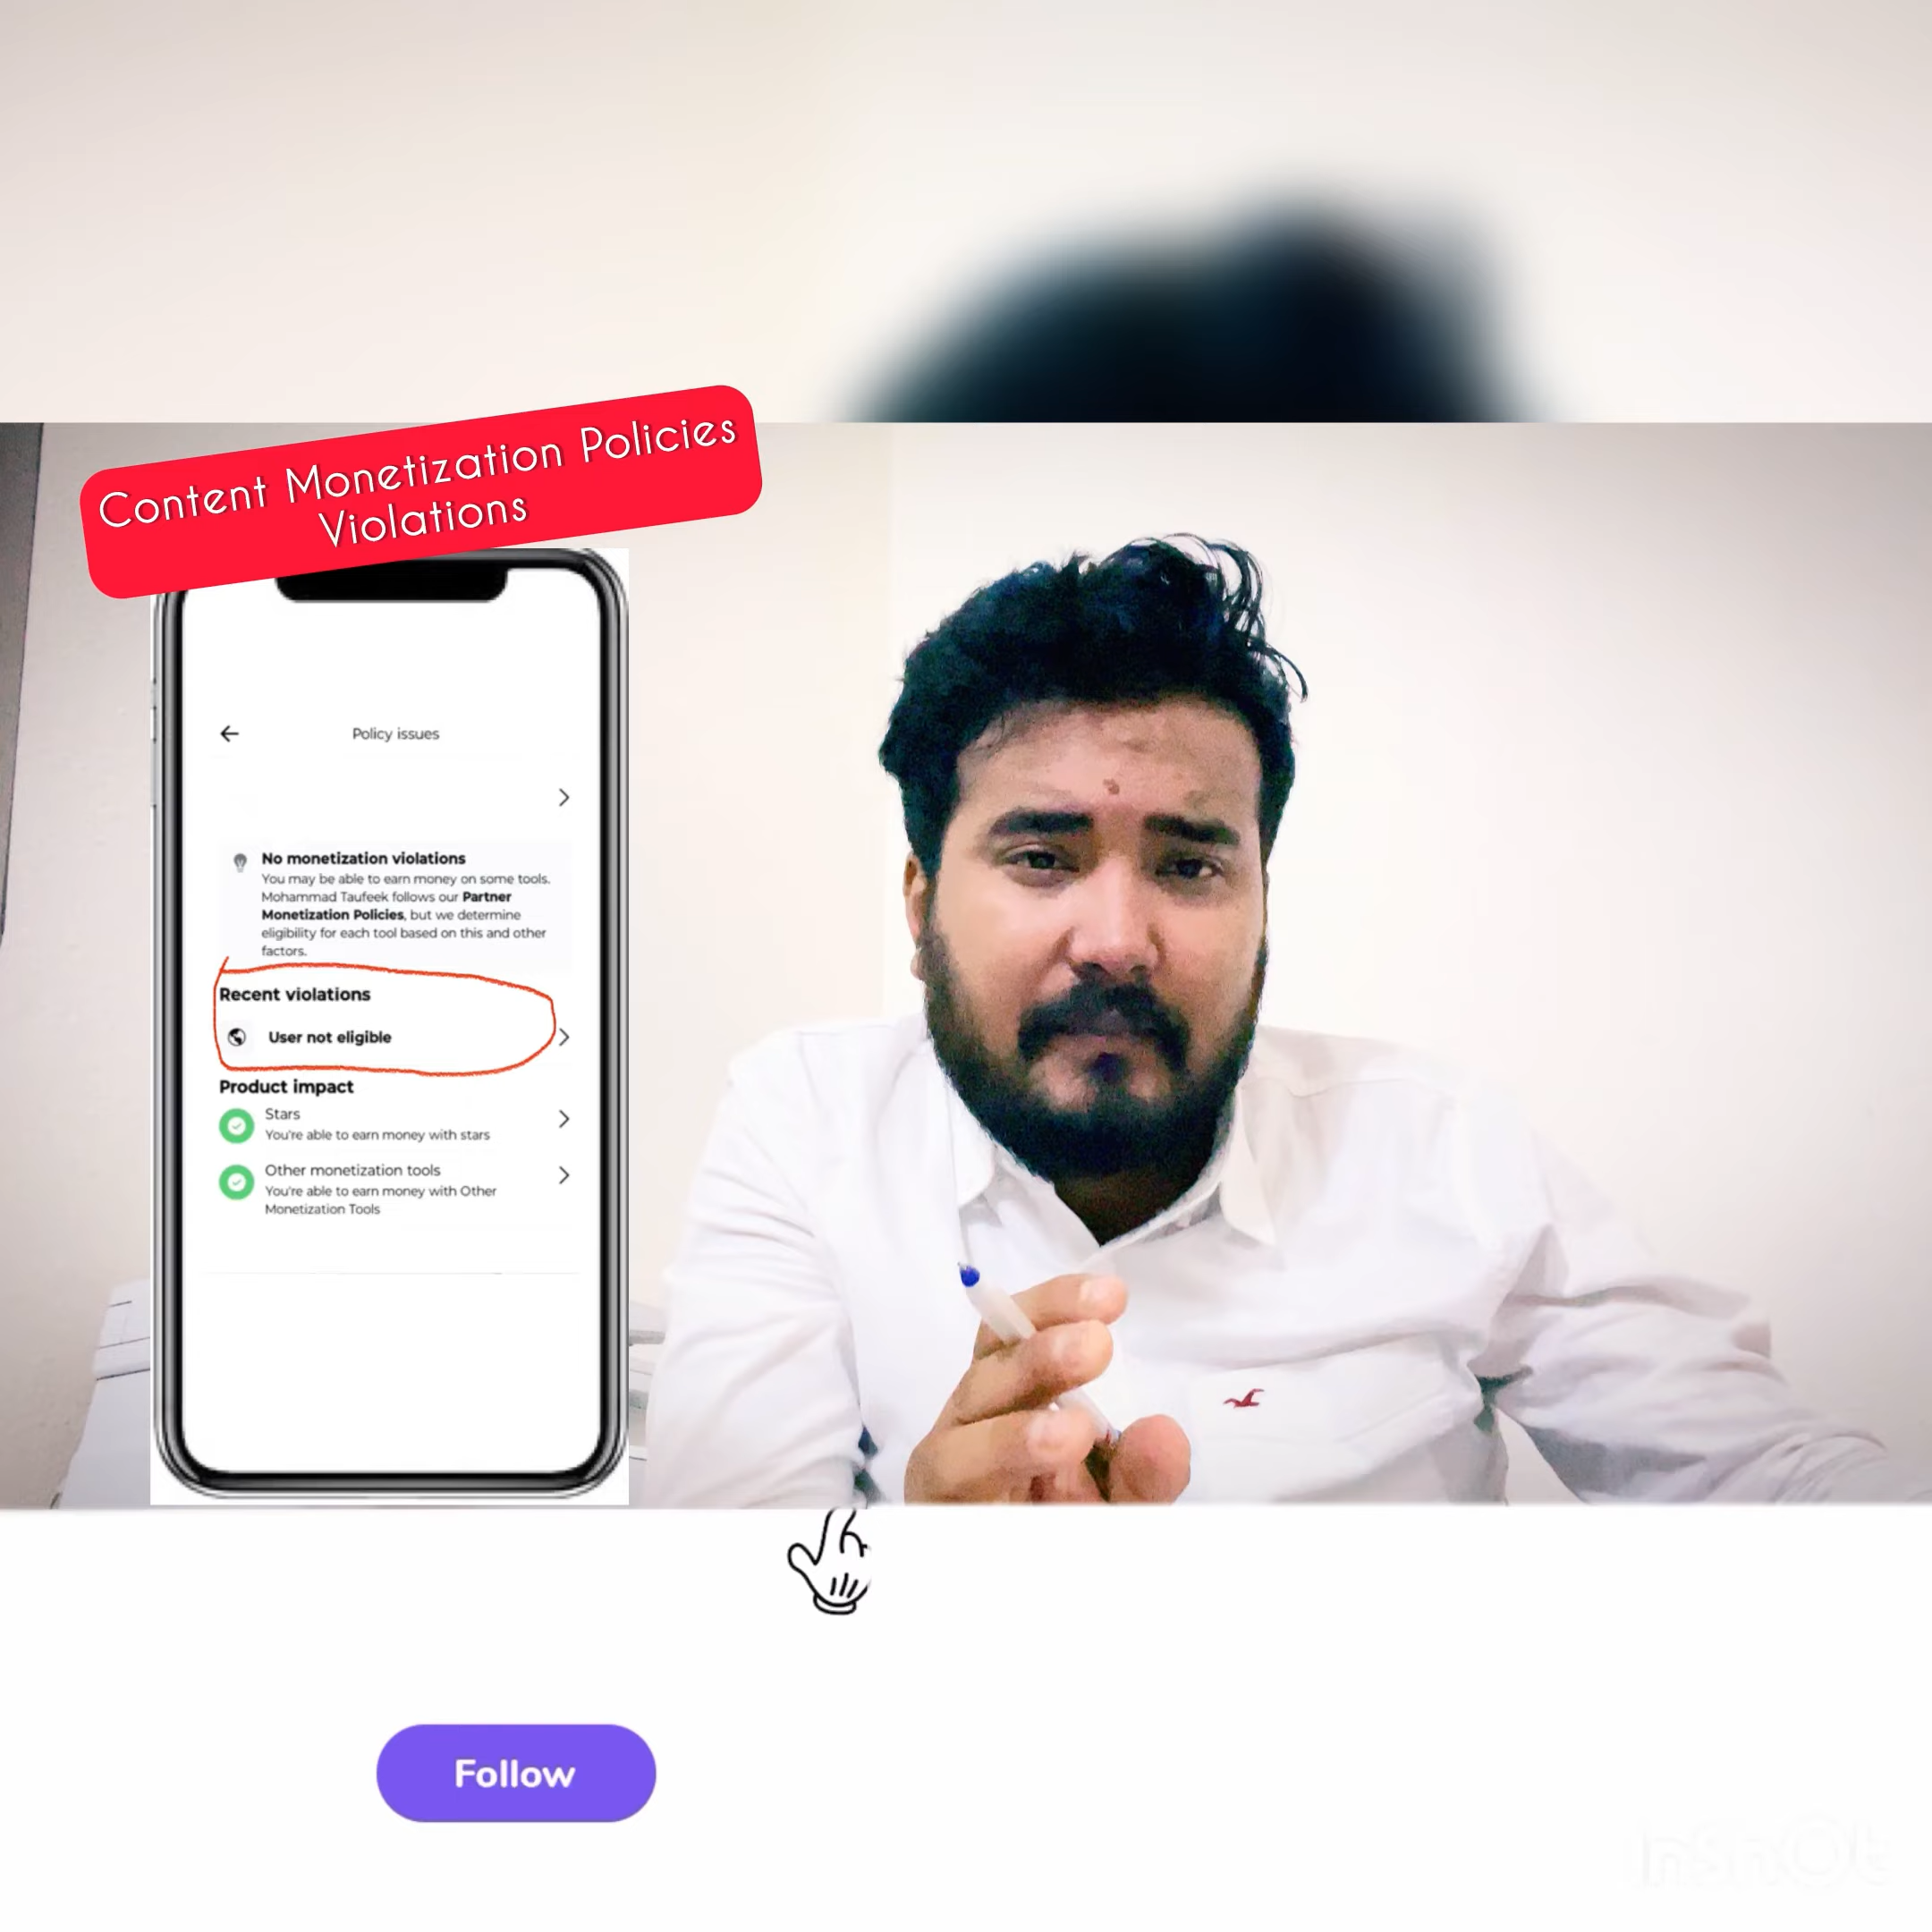 Content Monetization Policies
Violations
Policy issues
No monetization violations
You may be able to earn money on some tools.
Mohammad Taufeek follows our Partner
Monetization Policies, but we determine
eligibility for each tool based on this and other
factors.
Recent violations
User not eligible
Product impact
Stars
You're able to earn money with stars
Other monetization tools
You're able to earn money with Other
Monetization Tools
Follow